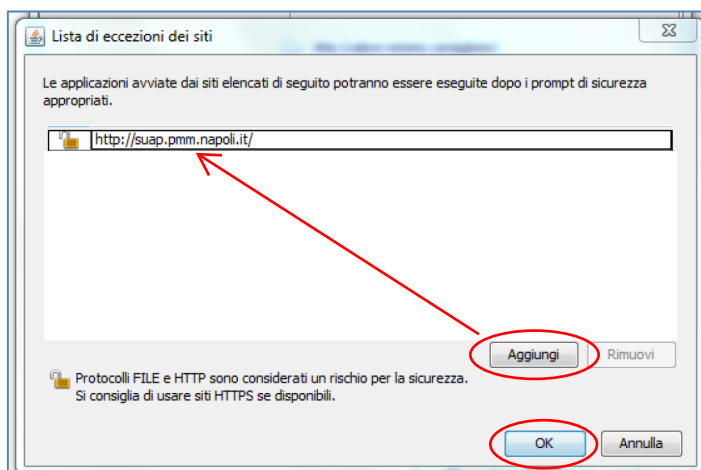 Lista di eccezioni dei siti
Le applicazioni avviate dai siti elencati di seguito potranno essere eseguite dopo i prompt di sicurezza
appropriati.
http://suap.pmm.napoli.it/
Aggiungi
Rimuovi
Protocolli FILE e HTTP sono considerati un rischio per la sicurezza.
Si consiglia di usare siti HTTPS se disponibili.
OK
Annulla